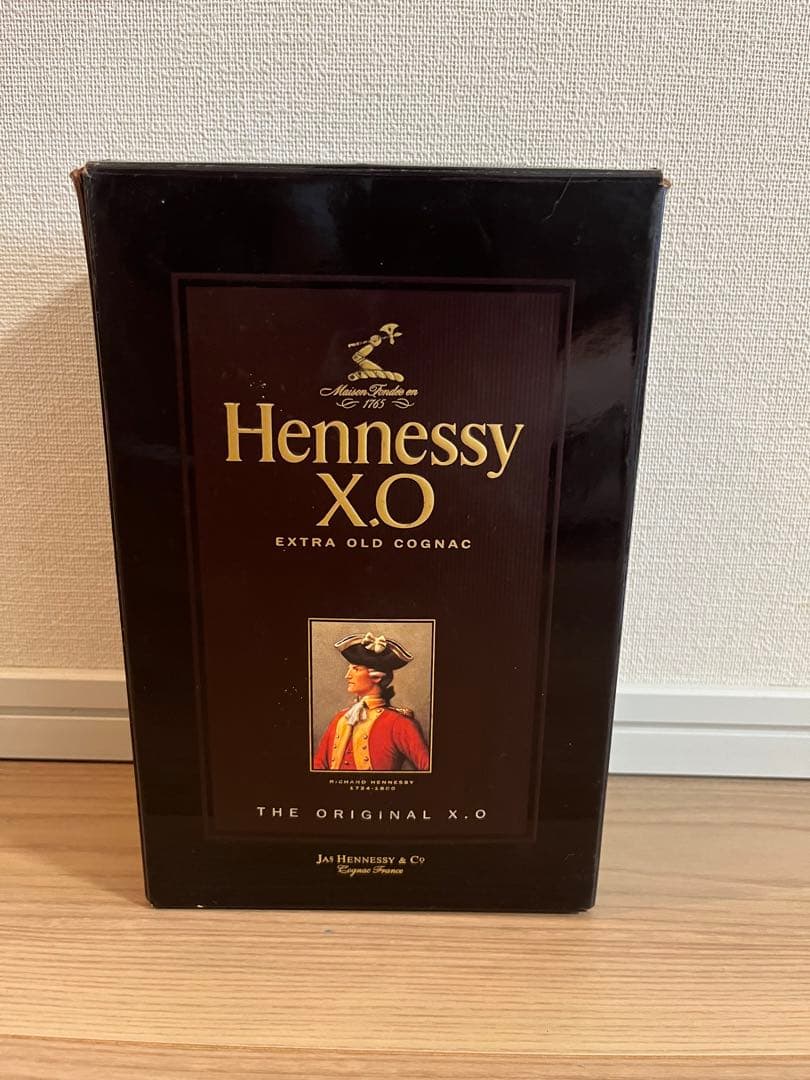 Maison Fondée en
1765
Hennessy
X.O
EXTRA OLD COGNAC
RICHARD HENNESSY
1724-1800
THE ORIGINAL X.O
JAS HENNESSY & CO
Cognac France